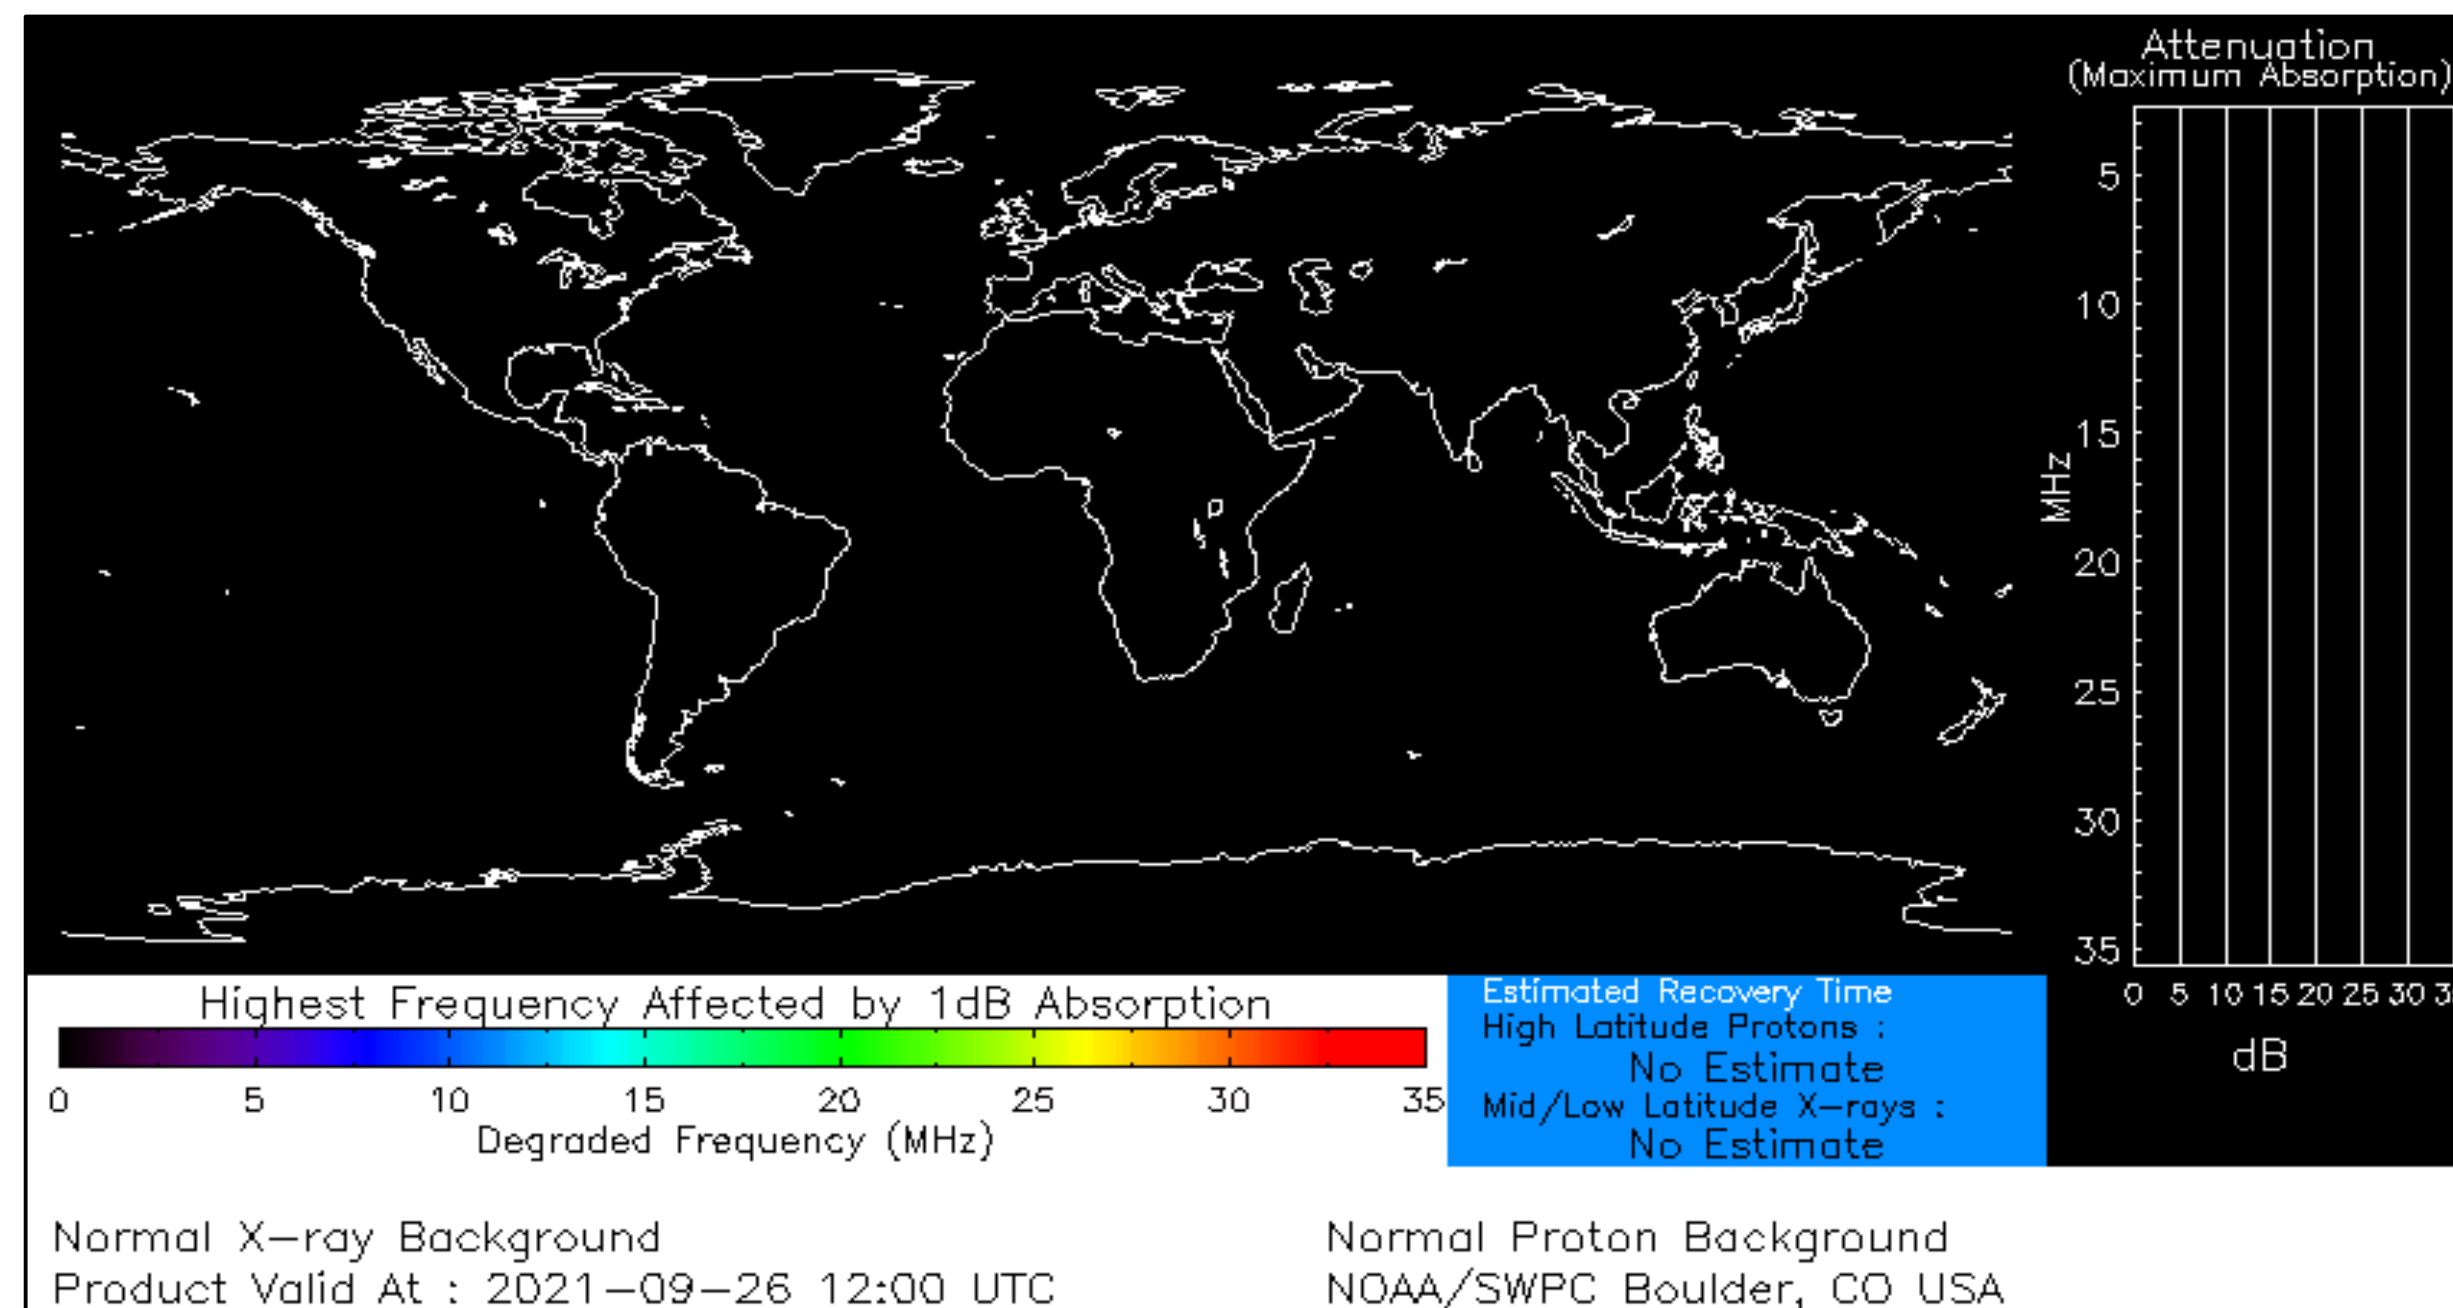 Attenuation
(Maximum Absorption)
5
10
15
20
25
30
35
MHz
0 5 10 15 20 25 30
dB
Highest Frequency Affected by 1dB Absorption
0 5 10 15 20 25 30 35
Degraded Frequency (MHz)
Estimated Recovery Time
High Latitude Protons :
No Estimate
Mid/Low Latitude X-rays :
No Estimate
Normal X-ray Background
Normal Proton Background
Product Valid At : 2021-09-26 12:00 UTC
NOAA/SWPC Boulder, CO USA